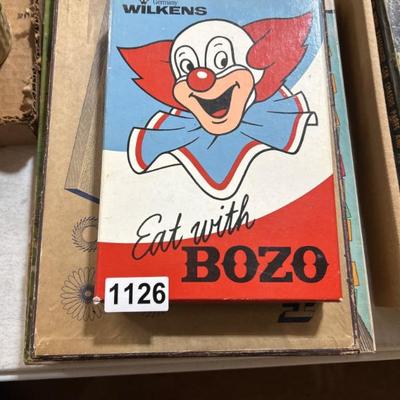 Germany
WILKENS
Eat with
BOZO
1126